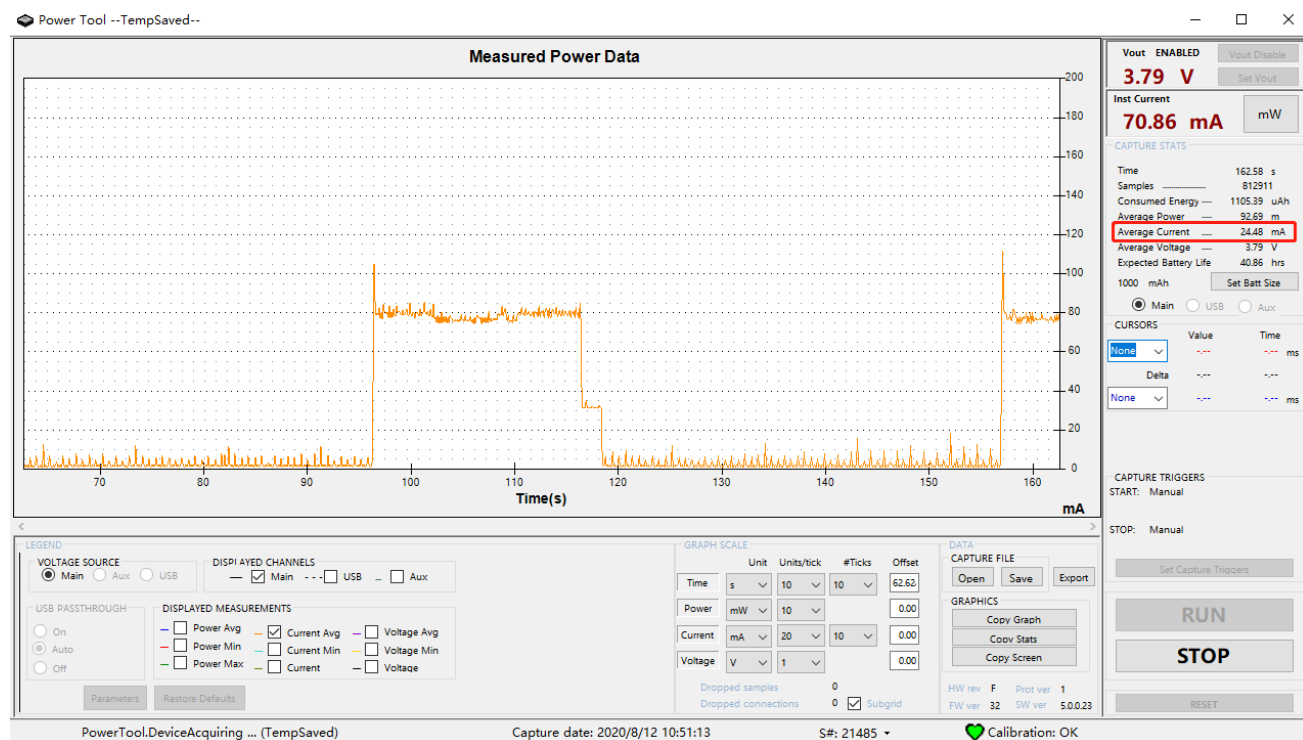 Power Tool --TempSaved--
Measured Power Data
200
180
160
140
120
100
80
60
40
20
0
70 80 90 100 110 120 130 140 150 160
Time(s)
mA
Vout ENABLED Vout Disable
3.79 V Set Vout
Inst Current
70.86 mA mW
CAPTURE STATS
Time 162.58 s
Samples 812911
Consumed Energy 1105.39 uAh
Average Power 92.69 m
Average Current 24.48 mA
Average Voltage 3.79 V
Expected Battery Life 40.86 hrs
1000 mAh Set Batt Size
Main USB Aux
CURSORS
Value Time
None -.-- -.-- ms
Delta -.-- -.--
None -.-- -.-- ms
CAPTURE TRIGGERS
START: Manual
STOP: Manual
Set Capture Triggers
RUN
STOP
RESET
LEGEND
VOLTAGE SOURCE
Main Aux USB
DISPLAYED CHANNELS
Main USB Aux
USB PASSTHROUGH
On
Auto
Off
DISPLAYED MEASUREMENTS
Power Avg Current Avg Voltage Avg
Power Min Current Min Voltage Min
Power Max Current Voltage
Parameters Restore Defaults
GRAPH SCALE
Unit Units/tick #Ticks Offset
Time s 10 10 62.62
Power mW 10 0.00
Current mA 20 10 0.00
Voltage V 1 0.00
Dropped samples 0
Dropped connections 0 Subgrid
DATA
CAPTURE FILE
Open Save Export
GRAPHICS
Copy Graph
Copy Stats
Copy Screen
HW rev F Prot ver 1
FW ver 32 SW ver 5.0.0.23
PowerTool.DeviceAcquiring ... (TempSaved) Capture date: 2020/8/12 10:51:13 S#: 21485 Calibration: OK